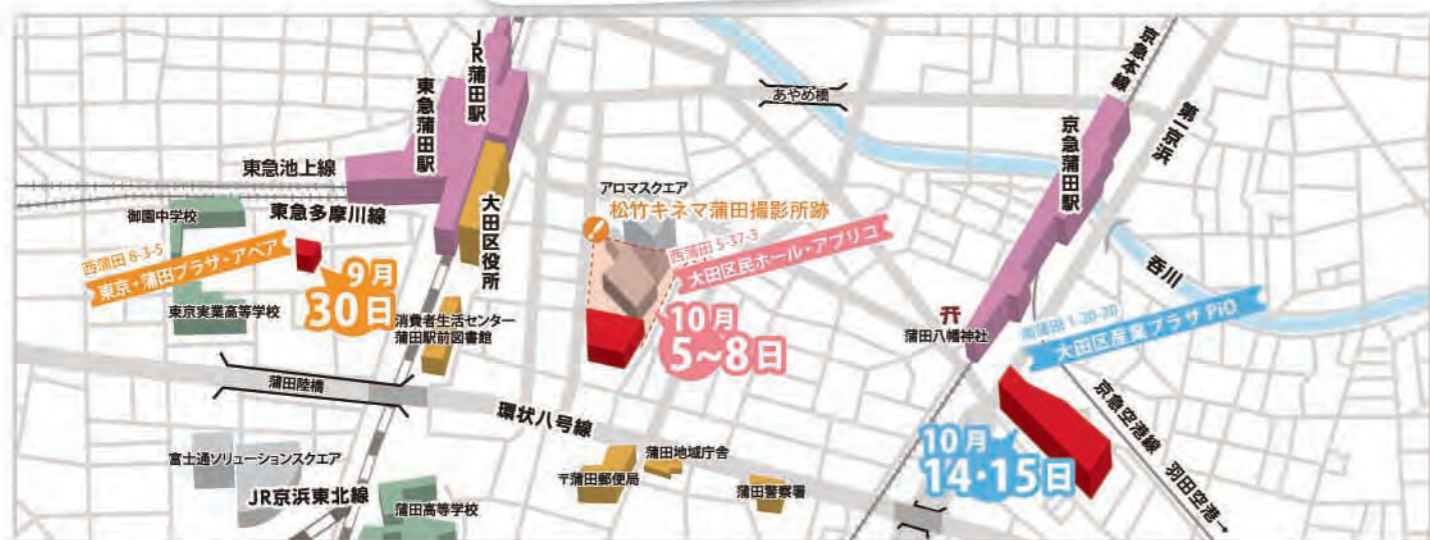 JR蒲田駅
東急蒲田駅
東急池上線
東急多摩川線
御園中学校
西蒲田 8-3-5
東京・蒲田プラザ・アペア
9月
30日
東京実業高等学校
大田区役所
消費者生活センター
蒲田駅前図書館
蒲田陸橋
富士通ソリューションスクエア
JR京浜東北線
蒲田高等学校
環状八号線
アロマスクエア
松竹キネマ蒲田撮影所跡
西蒲田 5-37-3
大田区民ホール・アプリコ
10月
5~8日
〒蒲田郵便局
蒲田地域庁舎
蒲田警察署
あやめ橋
京急本線
第一京浜
京急蒲田駅
呑川
蒲田八幡神社
南蒲田 1-20-20
大田区産業プラザ PiO
10月
14・15日
京急空港線
羽田空港→